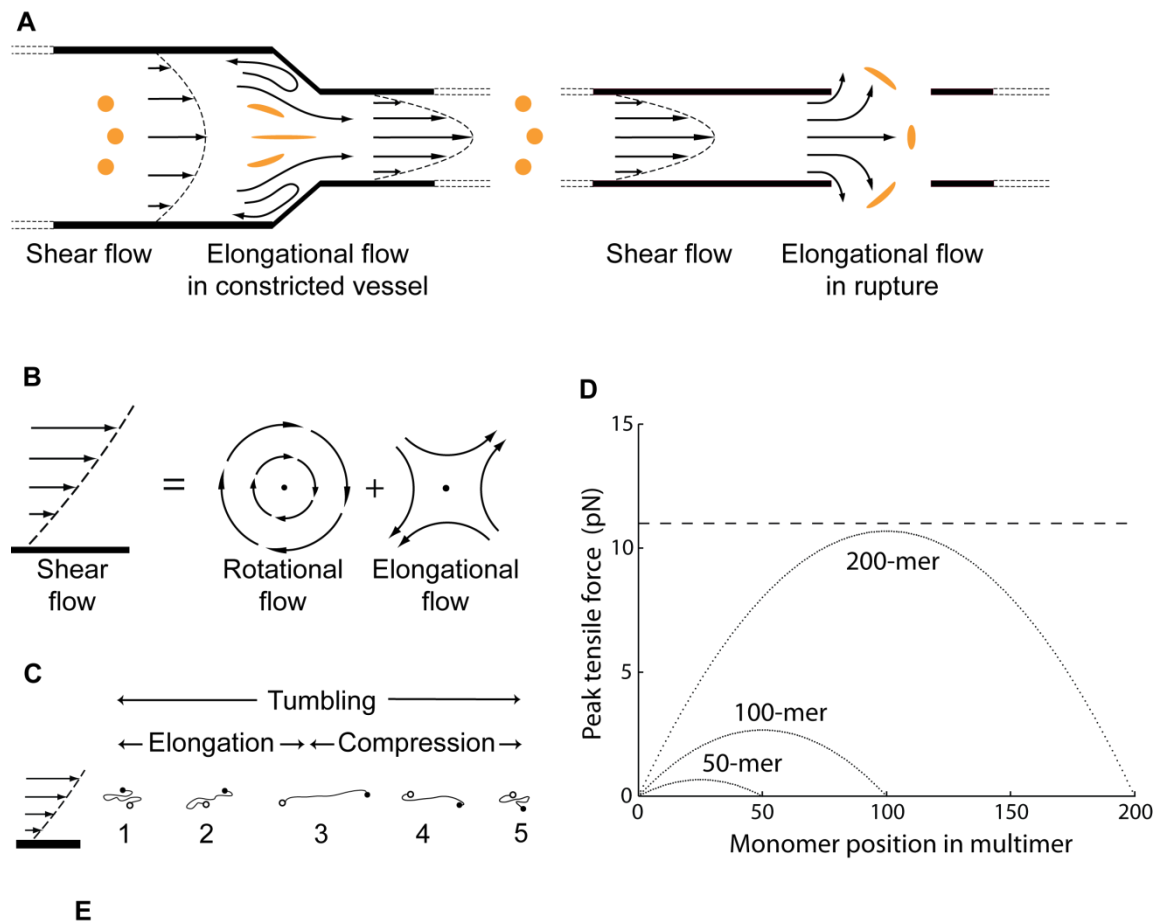 A
Shear flow
Elongational flow
in constricted vessel
Shear flow
Elongational flow
in rupture
B
=
+
Shear
flow
Rotational
flow
Elongational
flow
C
Tumbling
Elongation
Compression
1 2 3 4 5
D
Peak tensile force (pN)
15
10
5
0
200-mer
100-mer
50-mer
0 50 100 150 200
Monomer position in multimer
E